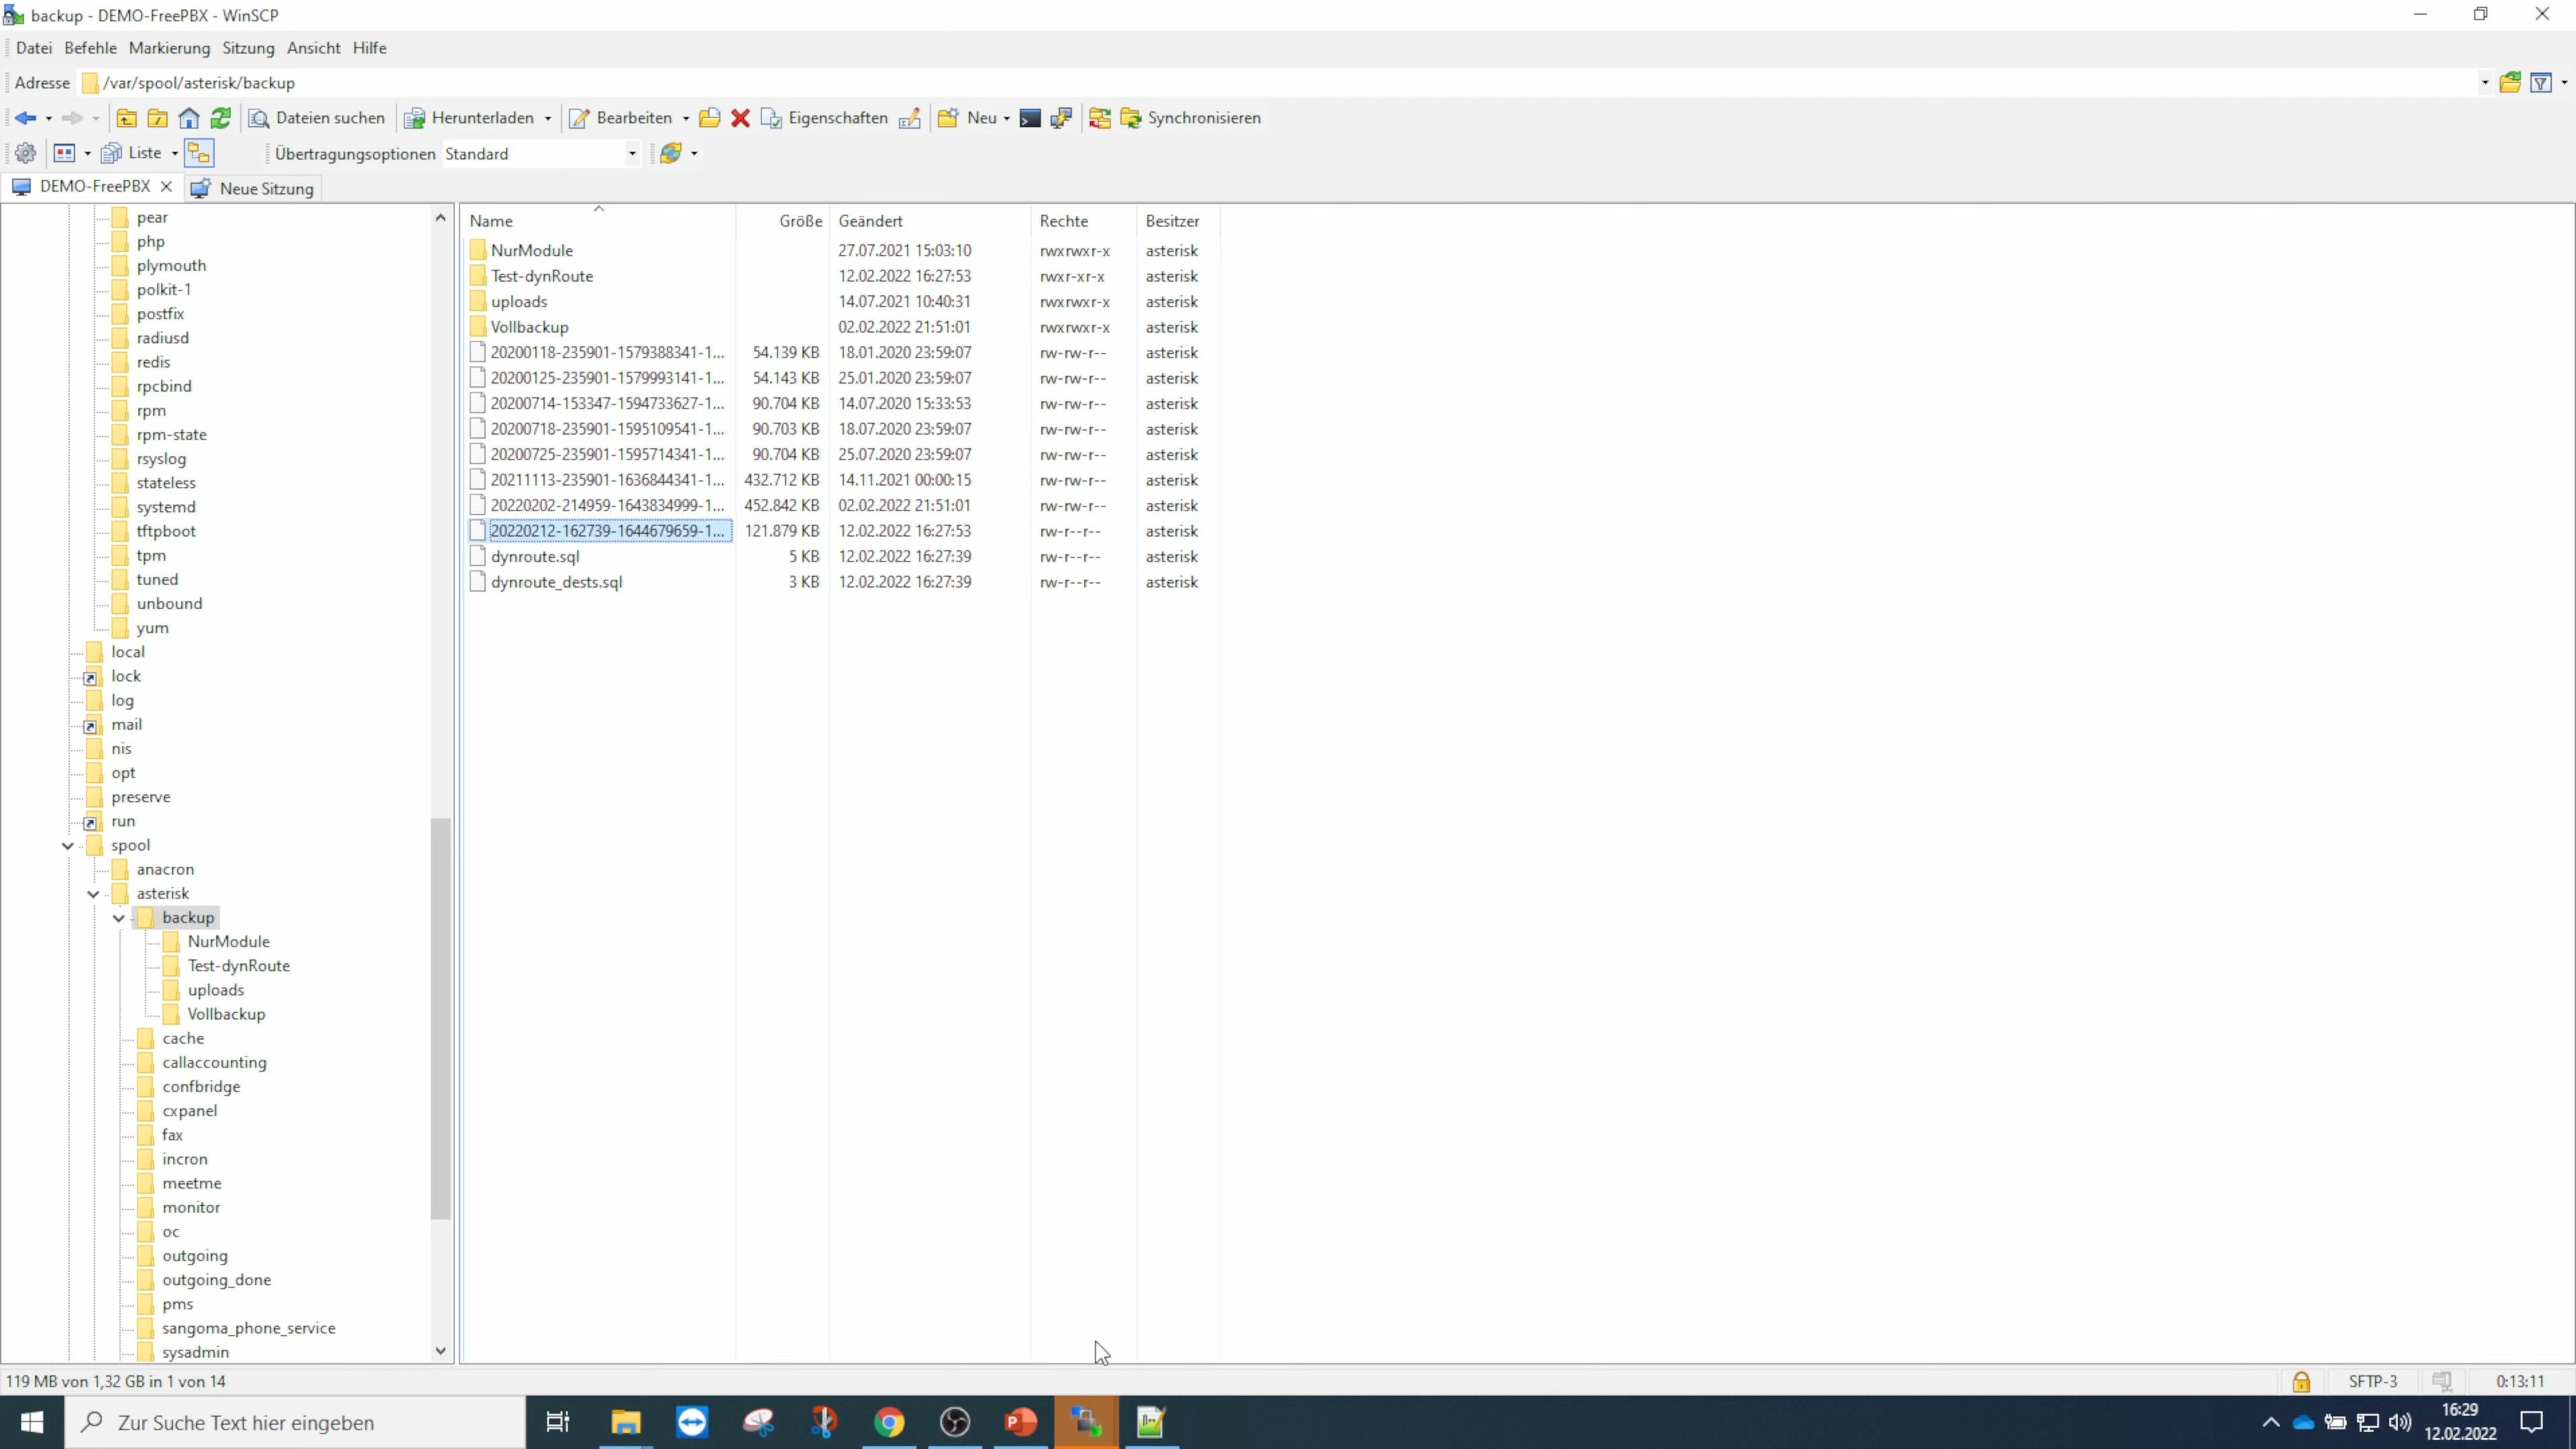 backup - DEMO-FreePBX - WinSCP
Datei Befehle Markierung Sitzung Ansicht Hilfe
Adresse /var/spool/asterisk/backup
Dateien suchen Herunterladen Bearbeiten Eigenschaften Neu Synchronisieren
Liste Übertragungsoptionen Standard
DEMO-FreePBX Neue Sitzung
pear
php
plymouth
polkit-1
postfix
radiusd
redis
rpcbind
rpm
rpm-state
rsyslog
stateless
systemd
tftpboot
tpm
tuned
unbound
yum
local
lock
log
mail
nis
opt
preserve
run
spool
anacron
asterisk
backup
NurModule
Test-dynRoute
uploads
Vollbackup
cache
callaccounting
confbridge
cxpanel
fax
incron
meetme
monitor
oc
outgoing
outgoing_done
pms
sangoma_phone_service
sysadmin
Name Größe Geändert Rechte Besitzer
NurModule 27.07.2021 15:03:10 rwxrwxr-x asterisk
Test-dynRoute 12.02.2022 16:27:53 rwxr-xr-x asterisk
uploads 14.07.2021 10:40:31 rwxrwxr-x asterisk
Vollbackup 02.02.2022 21:51:01 rwxrwxr-x asterisk
20200118-235901-1579388341-1... 54.139 KB 18.01.2020 23:59:07 rw-rw-r-- asterisk
20200125-235901-1579993141-1... 54.143 KB 25.01.2020 23:59:07 rw-rw-r-- asterisk
20200714-153347-1594733627-1... 90.704 KB 14.07.2020 15:33:53 rw-rw-r-- asterisk
20200718-235901-1595109541-1... 90.703 KB 18.07.2020 23:59:07 rw-rw-r-- asterisk
20200725-235901-1595714341-1... 90.704 KB 25.07.2020 23:59:07 rw-rw-r-- asterisk
20211113-235901-1636844341-1... 432.712 KB 14.11.2021 00:00:15 rw-rw-r-- asterisk
20220202-214959-1643834999-1... 452.842 KB 02.02.2022 21:51:01 rw-rw-r-- asterisk
20220212-162739-1644679659-1... 121.879 KB 12.02.2022 16:27:53 rw-r--r-- asterisk
dynroute.sql 5 KB 12.02.2022 16:27:39 rw-r--r-- asterisk
dynroute_dests.sql 3 KB 12.02.2022 16:27:39 rw-r--r-- asterisk
119 MB von 1,32 GB in 1 von 14 SFTP-3 0:13:11
Zur Suche Text hier eingeben
16:29
12.02.2022